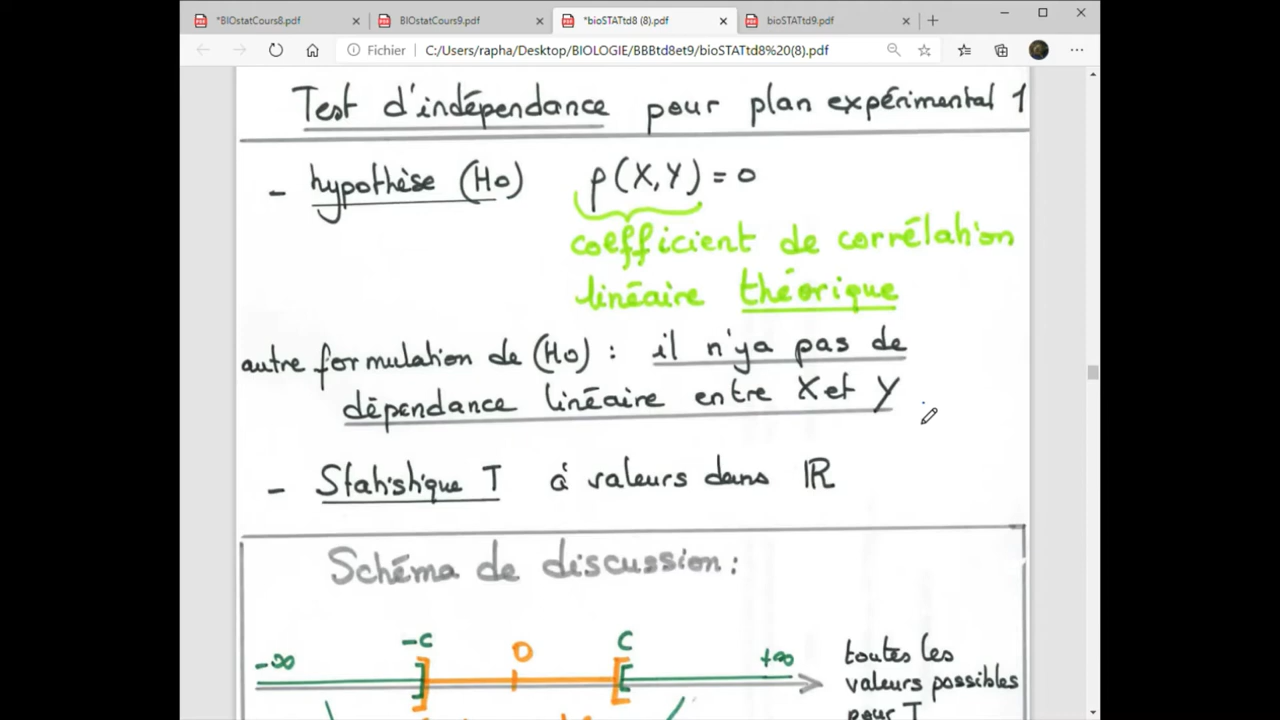 *BIOstatCours8.pdf
BIOstatCours9.pdf
*bioSTATtd8 (8).pdf
bioSTATtd9.pdf
Fichier
C:/Users/rapha/Desktop/BIOLOGIE/BBBtd8et9/bioSTATtd8%20(8).pdf
Test d'indépendance pour plan expérimental 1
- hypothèse (H0) ρ(X,Y) = 0
coefficient de corrélation
linéaire théorique
autre formulation de (H0) : il n'y a pas de
dépendance linéaire entre X et Y
- Statistique T à valeurs dans ℝ
Schéma de discussion :
-∞ -C 0 C +∞
toutes les
valeurs possibles
pour T